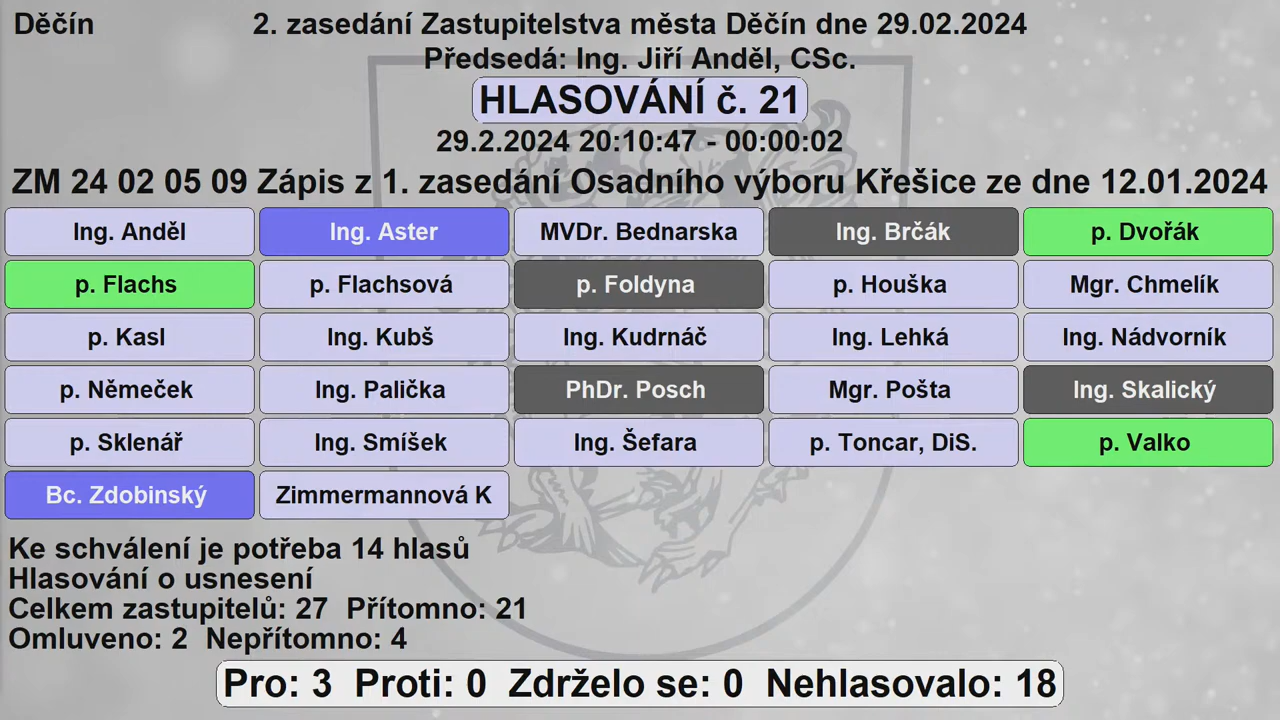 Děčín 2. zasedání Zastupitelstva města Děčín dne 29.02.2024
Předsedá: Ing. Jiří Anděl, CSc.
HLASOVÁNÍ č. 21
29.2.2024 20:10:47 - 00:00:02
ZM 24 02 05 09 Zápis z 1. zasedání Osadního výboru Křešice ze dne 12.01.2024
Ing. Anděl Ing. Aster MVDr. Bednarska Ing. Brčák p. Dvořák
p. Flachs p. Flachsová p. Foldyna p. Houška Mgr. Chmelík
p. Kasl Ing. Kubš Ing. Kudrnáč Ing. Lehká Ing. Nádvorník
p. Němeček Ing. Palička PhDr. Posch Mgr. Pošta Ing. Skalický
p. Sklenář Ing. Smíšek Ing. Šefara p. Toncar, DiS. p. Valko
Bc. Zdobinský Zimmermannová K
Ke schválení je potřeba 14 hlasů
Hlasování o usnesení
Celkem zastupitelů: 27 Přítomno: 21
Omluveno: 2 Nepřítomno: 4
Pro: 3 Proti: 0 Zdrželo se: 0 Nehlasovalo: 18